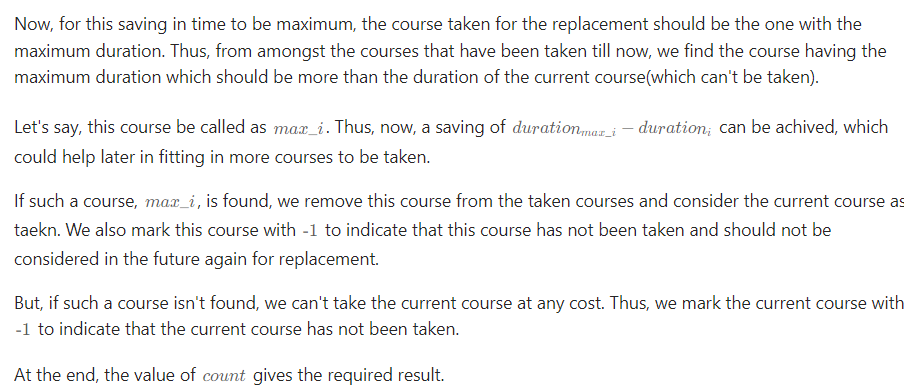 Now, for this saving in time to be maximum, the course taken for the replacement should be the one with the
maximum duration. Thus, from amongst the courses that have been taken till now, we find the course having the
maximum duration which should be more than the duration of the current course(which can't be taken).
Let's say, this course be called as max_i. Thus, now, a saving of duration_{max_i} − duration_i can be achived, which
could help later in fitting in more courses to be taken.
If such a course, max_i, is found, we remove this course from the taken courses and consider the current course as
taekn. We also mark this course with -1 to indicate that this course has not been taken and should not be
considered in the future again for replacement.
But, if such a course isn't found, we can't take the current course at any cost. Thus, we mark the current course with
-1 to indicate that the current course has not been taken.
At the end, the value of count gives the required result.